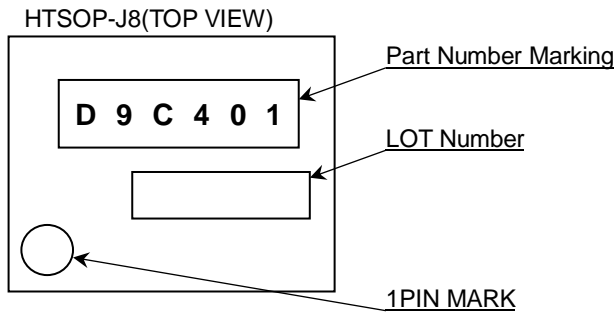 HTSOP-J8(TOP VIEW)
Part Number Marking
D 9 C 4 0 1
LOT Number
1PIN MARK